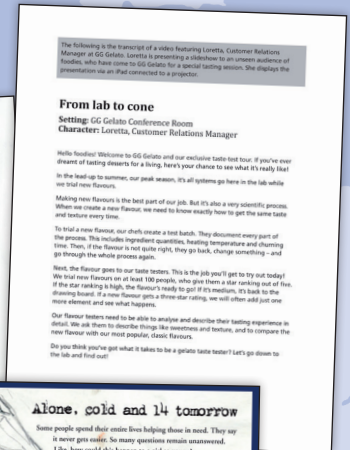 The following is the transcript of a video featuring Loretta, Customer Relations
Manager at GG Gelato. Loretta is presenting a slideshow to an unseen audience of
foodies, who have come to GG Gelato for a special tasting session. She displays the
presentation via an iPad connected to a projector.
From lab to cone
Setting: GG Gelato Conference Room
Character: Loretta, Customer Relations Manager
Hello foodies! Welcome to GG Gelato and our exclusive taste-test tour. If you've ever
dreamt of tasting desserts for a living, here's your chance to see what it's really like!
In the lead-up to summer, our peak season, it's all systems go here in the lab while
we trial new flavours.
Making new flavours is the best part of our job. But it's also a very scientific process.
When we create a new flavour, we need to know exactly how to get the same taste
and texture every time.
To trial a new flavour, our chefs create a test batch. They document every part of
the process. This includes ingredient quantities, heating temperature and churning
time. Then, if the flavour is not quite right, they go back, change something – and
go through the whole process again.
Next, the flavour goes to our taste testers. This is the job you'll get to try out today!
We trial new flavours on at least 100 people, who give them a star ranking out of five.
If the star ranking is high, the flavour's ready to go! If it's medium, it's back to the
drawing board. If a new flavour gets a three-star rating, we will often add just one
more element and see what happens.
Our flavour testers need to be able to analyse and describe their tasting experience in
detail. We ask them to describe things like sweetness and texture, and to compare the
new flavour with our most popular, classic flavours.
Do you think you've got what it takes to be a gelato taste tester? Let's go down to
the lab and find out!
Alone, cold and 14 tomorrow
Some people spend their entire lives helping those in need. They say
it never gets easier. So many questions remain unanswered.